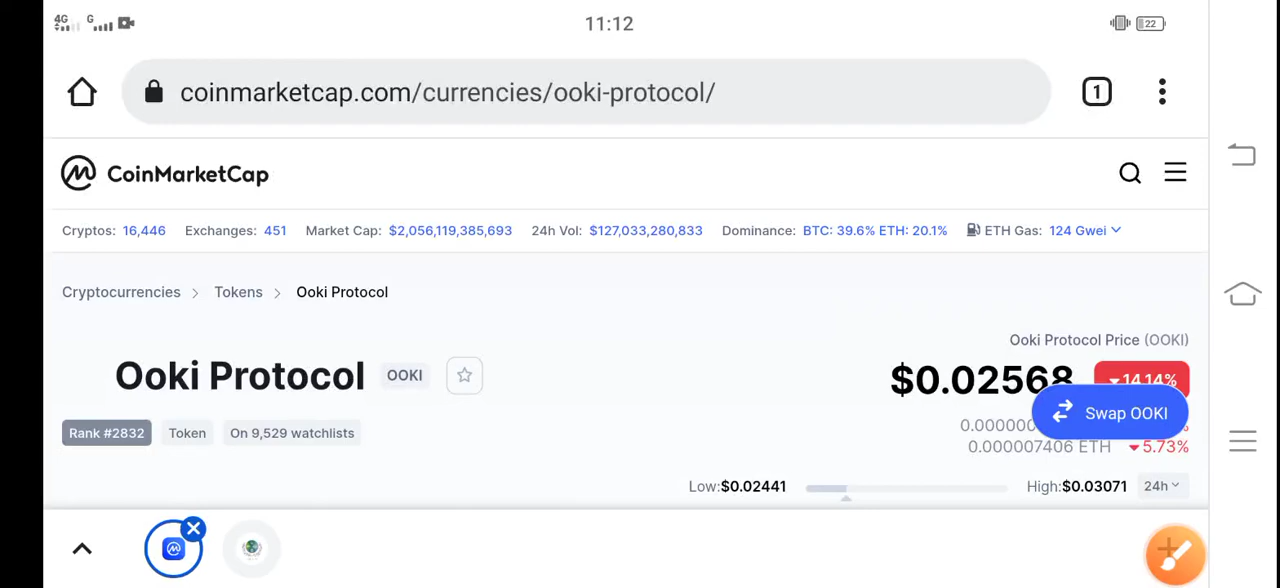 4G G 11:12 22
coinmarketcap.com/currencies/ooki-protocol/ 1
CoinMarketCap
Cryptos: 16,446 Exchanges: 451 Market Cap: $2,056,119,385,693 24h Vol: $127,033,280,833 Dominance: BTC: 39.6% ETH: 20.1% ETH Gas: 124 Gwei
Cryptocurrencies > Tokens > Ooki Protocol
Ooki Protocol Price (OOKI)
Ooki Protocol OOKI $0.02568 14.14%
Swap OOKI
Rank #2832 Token On 9,529 watchlists
0.000007406 ETH 5.73%
Low:$0.02441 High:$0.03071 24h